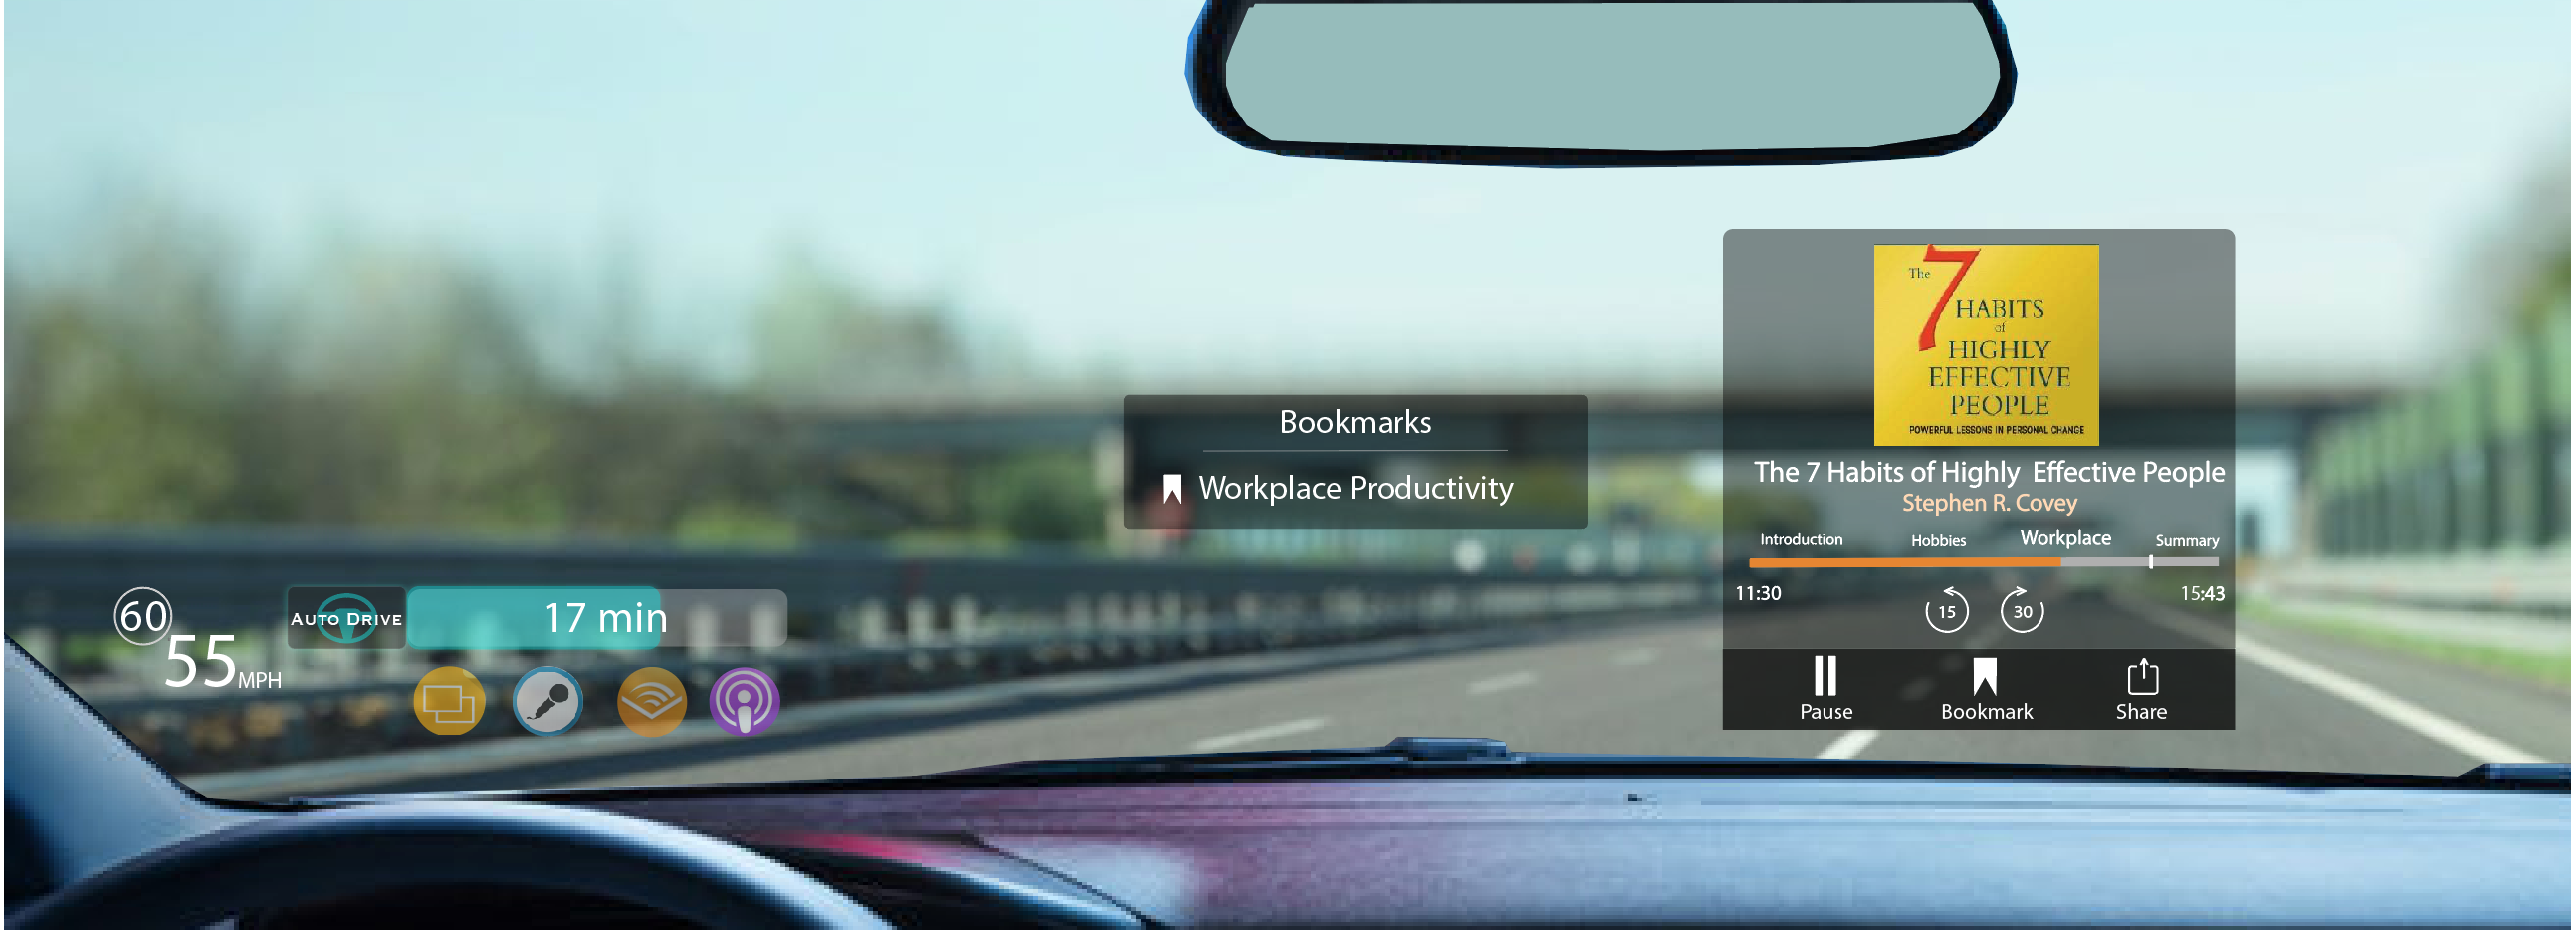 The
7
HABITS
of
HIGHLY
EFFECTIVE
PEOPLE
POWERFUL LESSONS IN PERSONAL CHANGE
Bookmarks
Workplace Productivity
The 7 Habits of Highly Effective People
Stephen R. Covey
Introduction Hobbies Workplace Summary
11:30 15 30 15:43
Pause Bookmark Share
60
55 MPH
AUTO DRIVE 17 min